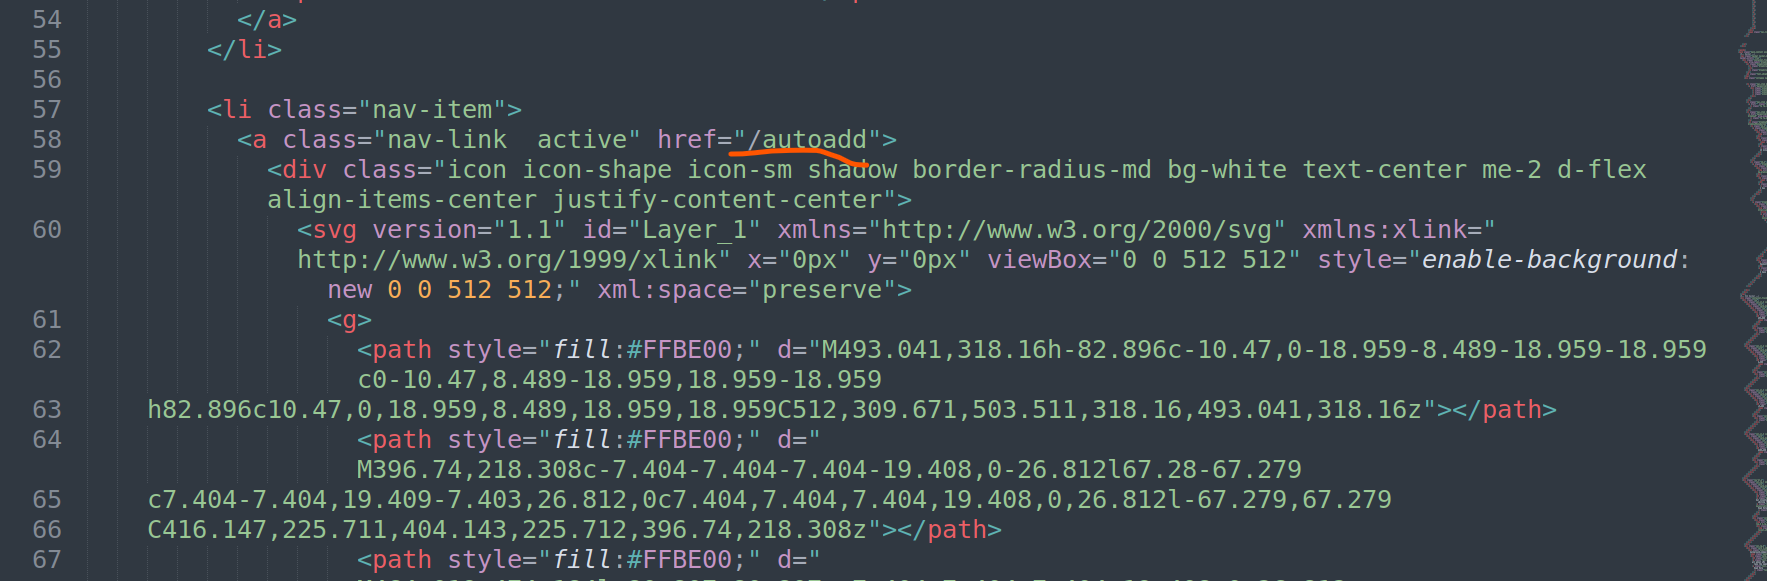 54 </a>
55 </li>
56
57 <li class="nav-item">
58 <a class="nav-link  active" href="/autoadd">
59 <div class="icon icon-shape icon-sm shadow border-radius-md bg-white text-center me-2 d-flex
align-items-center justify-content-center">
60 <svg version="1.1" id="Layer_1" xmlns="http://www.w3.org/2000/svg" xmlns:xlink="
http://www.w3.org/1999/xlink" x="0px" y="0px" viewBox="0 0 512 512" style="enable-background:
new 0 0 512 512;" xml:space="preserve">
61 <g>
62 <path style="fill:#FFBE00;" d="M493.041,318.16h-82.896c-10.47,0-18.959-8.489-18.959-18.959
c0-10.47,8.489-18.959,18.959-18.959
63 h82.896c10.47,0,18.959,8.489,18.959,18.959C512,309.671,503.511,318.16,493.041,318.16z"></path>
64 <path style="fill:#FFBE00;" d="
M396.74,218.308c-7.404-7.404-7.404-19.408,0-26.812l67.28-67.279
65 c7.404-7.404,19.409-7.403,26.812,0c7.404,7.404,7.404,19.408,0,26.812l-67.279,67.279
66 C416.147,225.711,404.143,225.712,396.74,218.308z"></path>
67 <path style="fill:#FFBE00;" d="